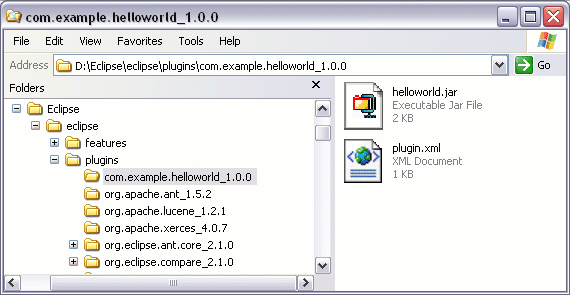 com.example.helloworld_1.0.0
File Edit View Favorites Tools Help
Address D:\Eclipse\eclipse\plugins\com.example.helloworld_1.0.0 Go
Folders
Eclipse
eclipse
features
plugins
com.example.helloworld_1.0.0
org.apache.ant_1.5.2
org.apache.lucene_1.2.1
org.apache.xerces_4.0.7
org.eclipse.ant.core_2.1.0
org.eclipse.compare_2.1.0
helloworld.jar
Executable Jar File
2 KB
plugin.xml
XML Document
1 KB